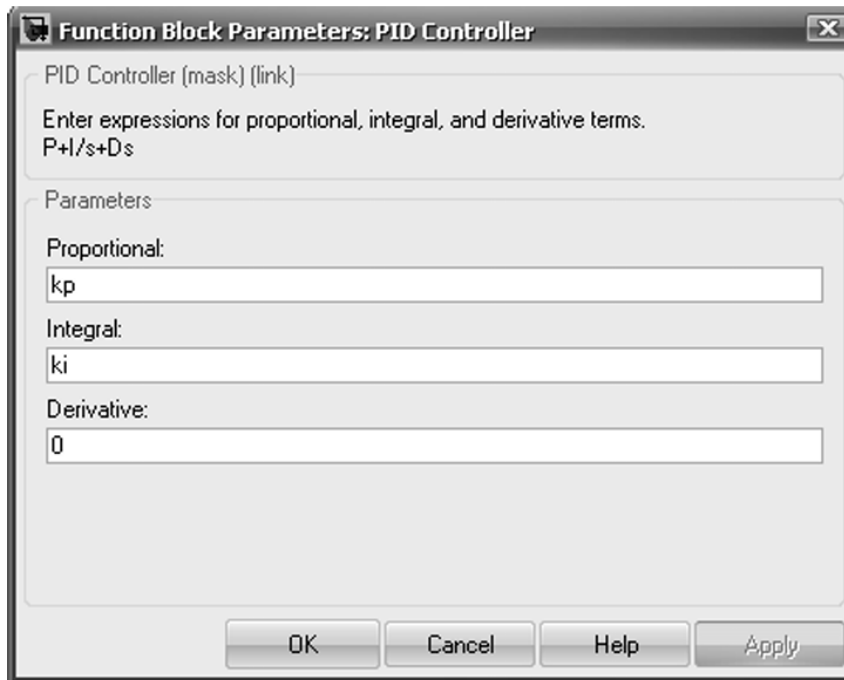 Function Block Parameters: PID Controller
PID Controller (mask) (link)
Enter expressions for proportional, integral, and derivative terms.
P+I/s+Ds
Parameters
Proportional:
kp
Integral:
ki
Derivative:
0
OK Cancel Help Apply